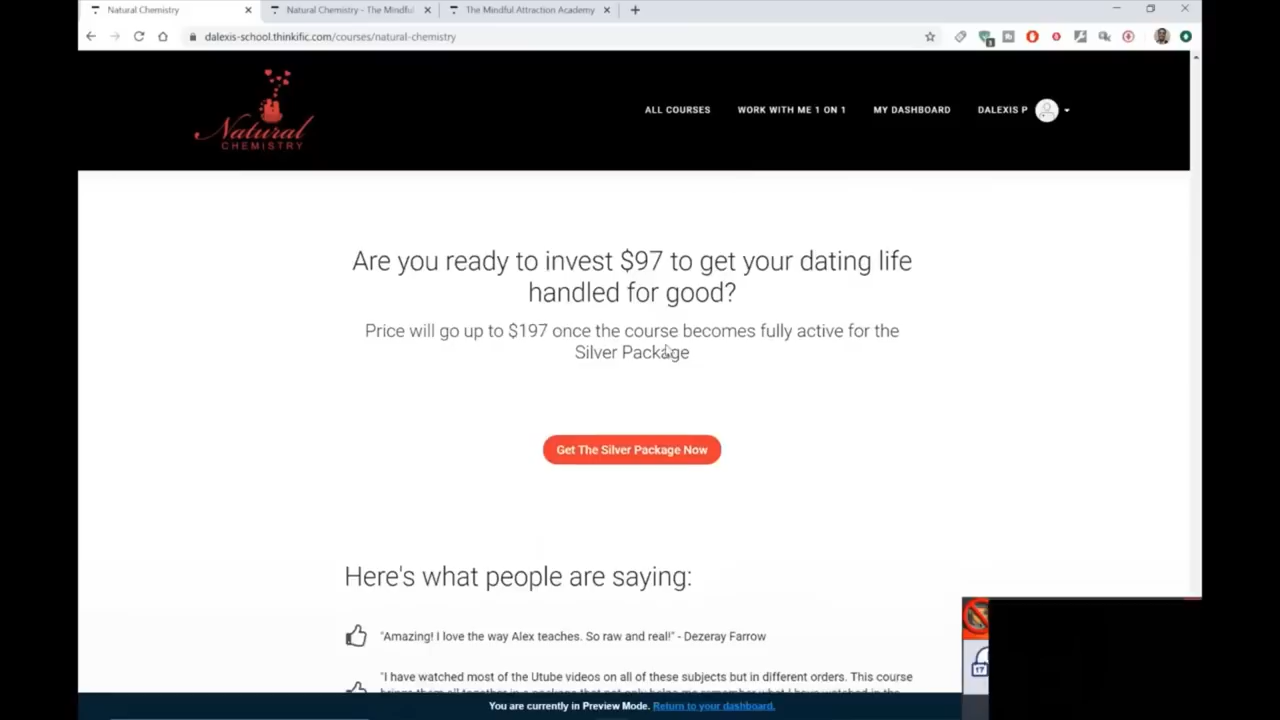 Natural Chemistry
Natural Chemistry - The Mindful
The Mindful Attraction Academy
dalexis-school.thinkific.com/courses/natural-chemistry
Natural
CHEMISTRY
ALL COURSES
WORK WITH ME 1 ON 1
MY DASHBOARD
DALEXIS P
Are you ready to invest $97 to get your dating life
handled for good?
Price will go up to $197 once the course becomes fully active for the
Silver Package
Get The Silver Package Now
Here's what people are saying:
"Amazing! I love the way Alex teaches. So raw and real!" - Dezeray Farrow
"I have watched most of the Utube videos on all of these subjects but in different orders. This course
You are currently in Preview Mode. Return to your dashboard.
17